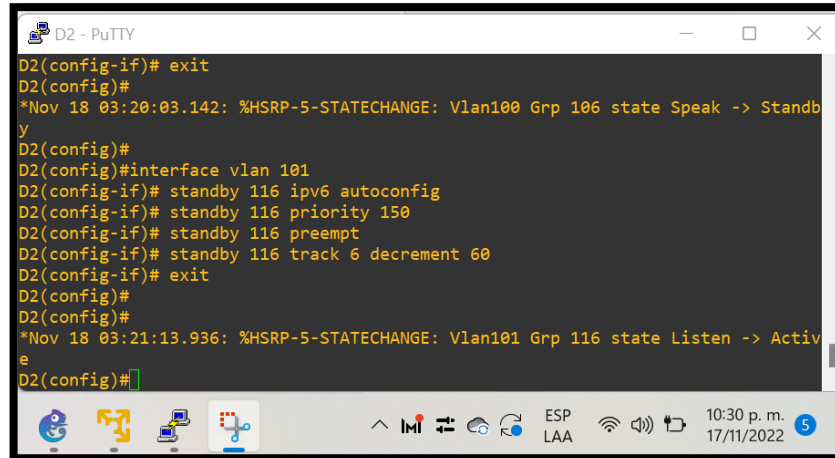 D2 - PuTTY
D2(config-if)# exit
D2(config)#
*Nov 18 03:20:03.142: %HSRP-5-STATECHANGE: Vlan100 Grp 106 state Speak -> Standb
y
D2(config)#
D2(config)#interface vlan 101
D2(config-if)# standby 116 ipv6 autoconfig
D2(config-if)# standby 116 priority 150
D2(config-if)# standby 116 preempt
D2(config-if)# standby 116 track 6 decrement 60
D2(config-if)# exit
D2(config)#
D2(config)#
*Nov 18 03:21:13.936: %HSRP-5-STATECHANGE: Vlan101 Grp 116 state Listen -> Activ
e
D2(config)#
ESP
LAA
10:30 p. m.
17/11/2022
5